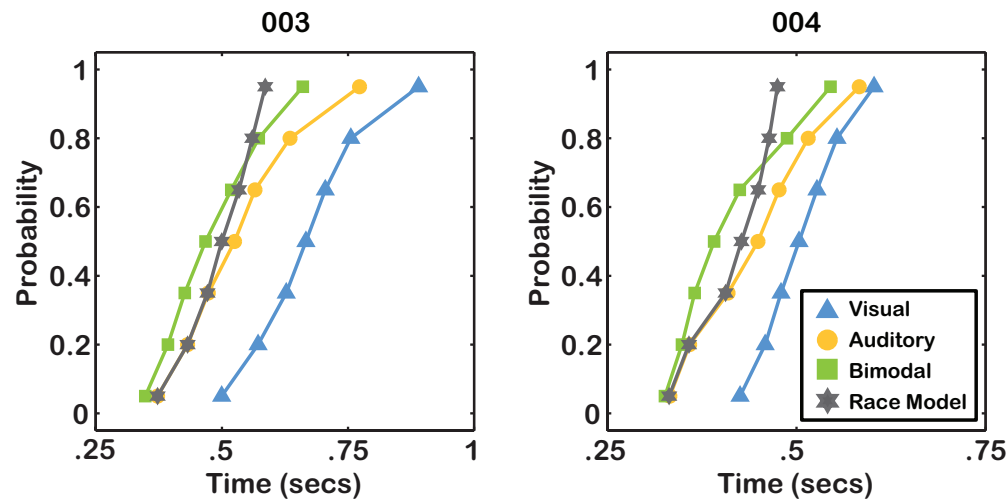 003
1
0.8
0.6
0.4
0.2
0
Probability
.25
.5
.75
1
Time (secs)
004
1
0.8
0.6
0.4
0.2
0
Probability
.25
.5
.75
Time (secs)
Visual
Auditory
Bimodal
Race Model